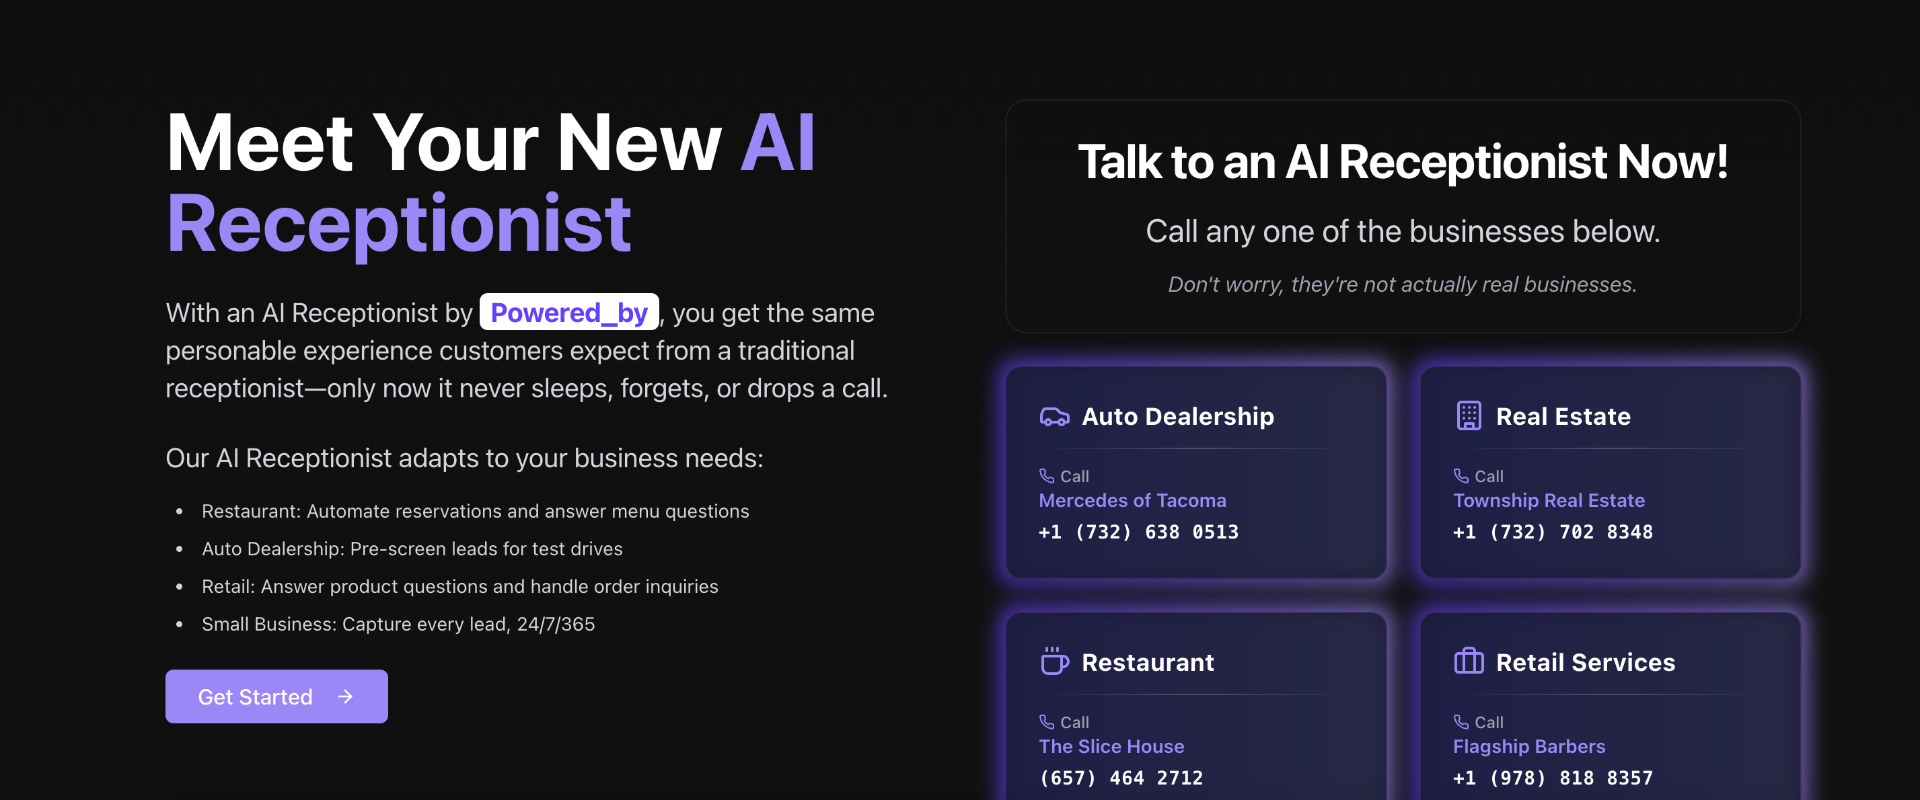 Meet Your New AI
Receptionist
With an AI Receptionist by Powered_by, you get the same
personable experience customers expect from a traditional
receptionist—only now it never sleeps, forgets, or drops a call.
Our AI Receptionist adapts to your business needs:
• Restaurant: Automate reservations and answer menu questions
• Auto Dealership: Pre-screen leads for test drives
• Retail: Answer product questions and handle order inquiries
• Small Business: Capture every lead, 24/7/365
Get Started →
Talk to an AI Receptionist Now!
Call any one of the businesses below.
Don't worry, they're not actually real businesses.
Auto Dealership
Call
Mercedes of Tacoma
+1 (732) 638 0513
Real Estate
Call
Township Real Estate
+1 (732) 702 8348
Restaurant
Call
The Slice House
(657) 464 2712
Retail Services
Call
Flagship Barbers
+1 (978) 818 8357